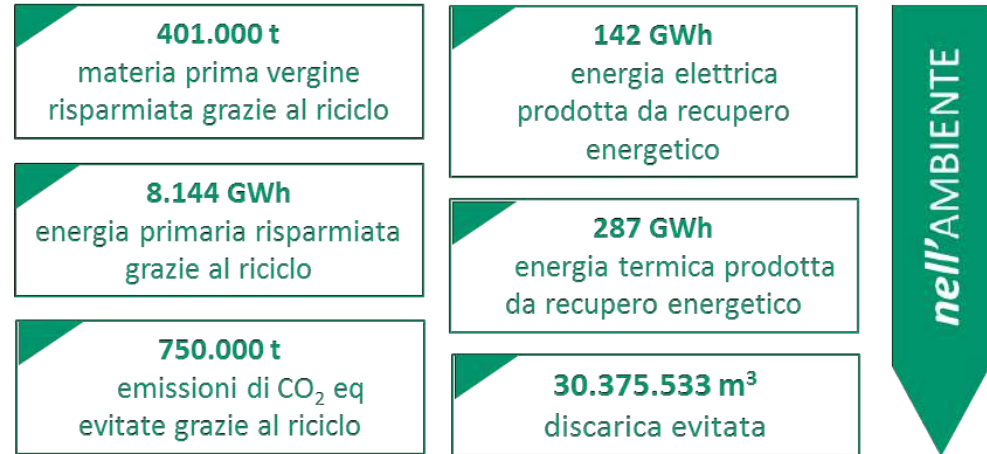 401.000 t
materia prima vergine
risparmiata grazie al riciclo
8.144 GWh
energia primaria risparmiata
grazie al riciclo
750.000 t
emissioni di CO₂ eq
evitate grazie al riciclo
142 GWh
energia elettrica
prodotta da recupero
energetico
287 GWh
energia termica prodotta
da recupero energetico
30.375.533 m³
discarica evitata
nell'AMBIENTE